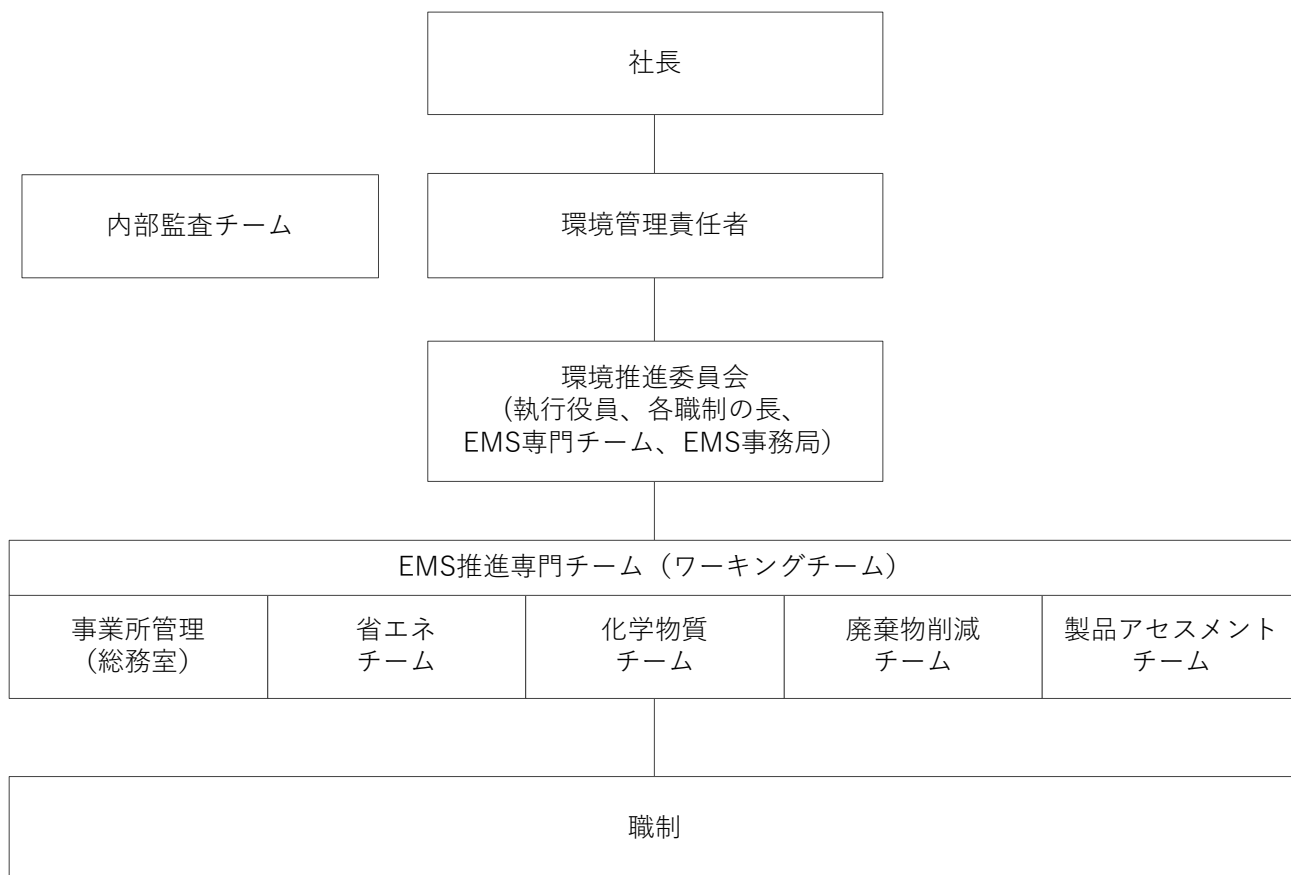 社長
内部監査チーム
環境管理責任者
環境推進委員会
(執行役員、各職制の長、
EMS専門チーム、EMS事務局)
EMS推進専門チーム（ワーキングチーム）
事業所管理
(総務室)
省エネ
チーム
化学物質
チーム
廃棄物削減
チーム
製品アセスメント
チーム
職制